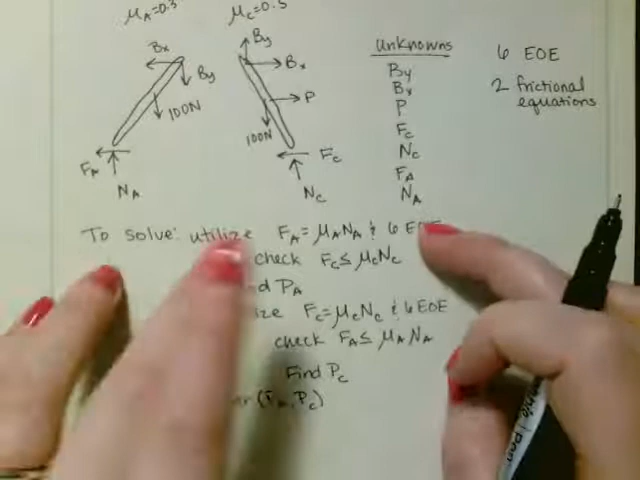 μA=0.3 μC=0.5
Bx By 100N FA NA
By Bx P 100N FC NC
Unknowns
By
Bx
P
FC
NC
FA
NA
6 EOE
2 frictional
equations
To solve: utilize FA=μANA & 6 EOE
check FC≤μCNC
PA
FC=μCNC & 6 EOE
check FA≤μANA
Find PC
PC)